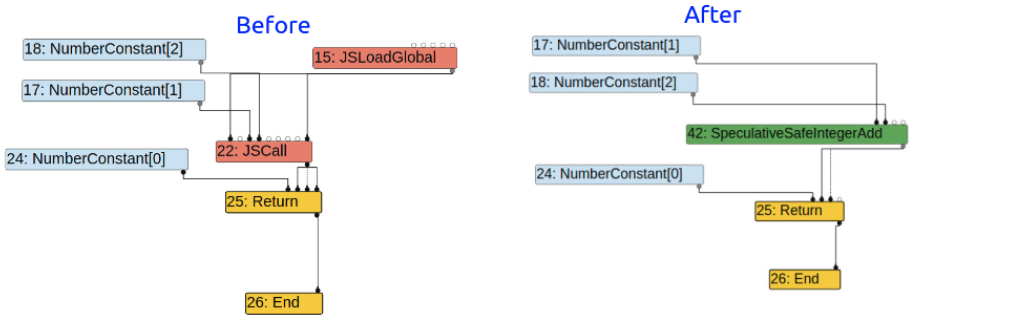 Before
18: NumberConstant[2]
15: JSLoadGlobal
17: NumberConstant[1]
22: JSCall
24: NumberConstant[0]
25: Return
26: End
After
17: NumberConstant[1]
18: NumberConstant[2]
42: SpeculativeSafeIntegerAdd
24: NumberConstant[0]
25: Return
26: End